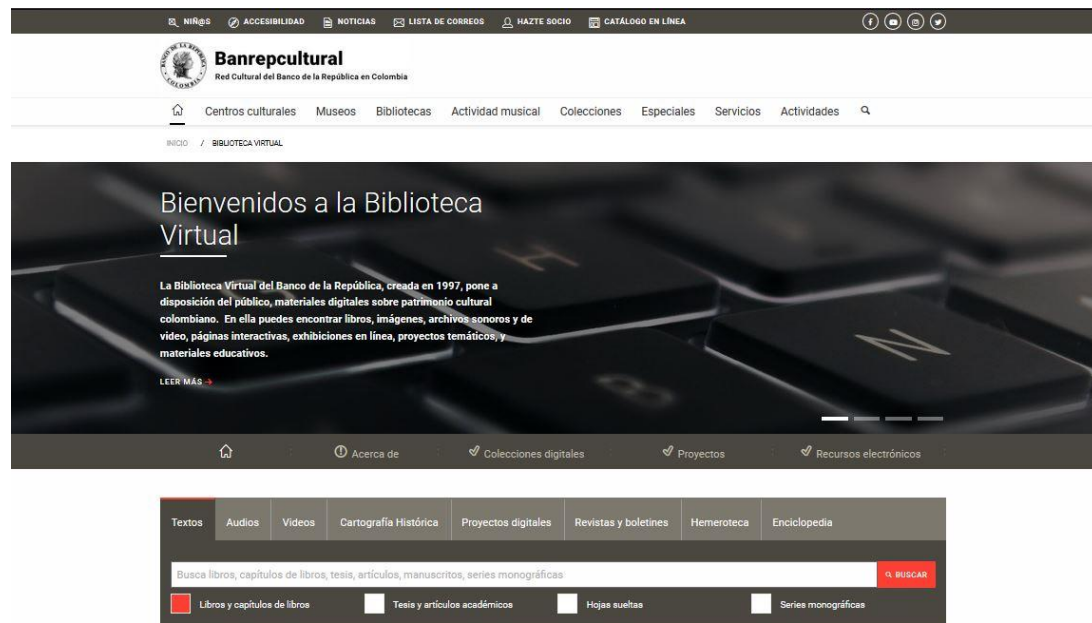 NIÑ@S ACCESIBILIDAD NOTICIAS LISTA DE CORREOS HAZTE SOCIO CATÁLOGO EN LÍNEA
BANCO DE LA REPÚBLICA
COLOMBIA
Banrepcultural
Red Cultural del Banco de la República en Colombia
Centros culturales Museos Bibliotecas Actividad musical Colecciones Especiales Servicios Actividades
INICIO / BIBLIOTECA VIRTUAL
Bienvenidos a la Biblioteca
Virtual
La Biblioteca Virtual del Banco de la República, creada en 1997, pone a
disposición del público, materiales digitales sobre patrimonio cultural
colombiano. En ella puedes encontrar libros, imágenes, archivos sonoros y de
video, páginas interactivas, exhibiciones en línea, proyectos temáticos, y
materiales educativos.
LEER MÁS
H
N
Acerca de Colecciones digitales Proyectos Recursos electrónicos
Textos Audios Videos Cartografía Histórica Proyectos digitales Revistas y boletines Hemeroteca Enciclopedia
Busca libros, capítulos de libros, tesis, artículos, manuscritos, series monográficas BUSCAR
Libros y capítulos de libros Tesis y artículos académicos Hojas sueltas Series monográficas